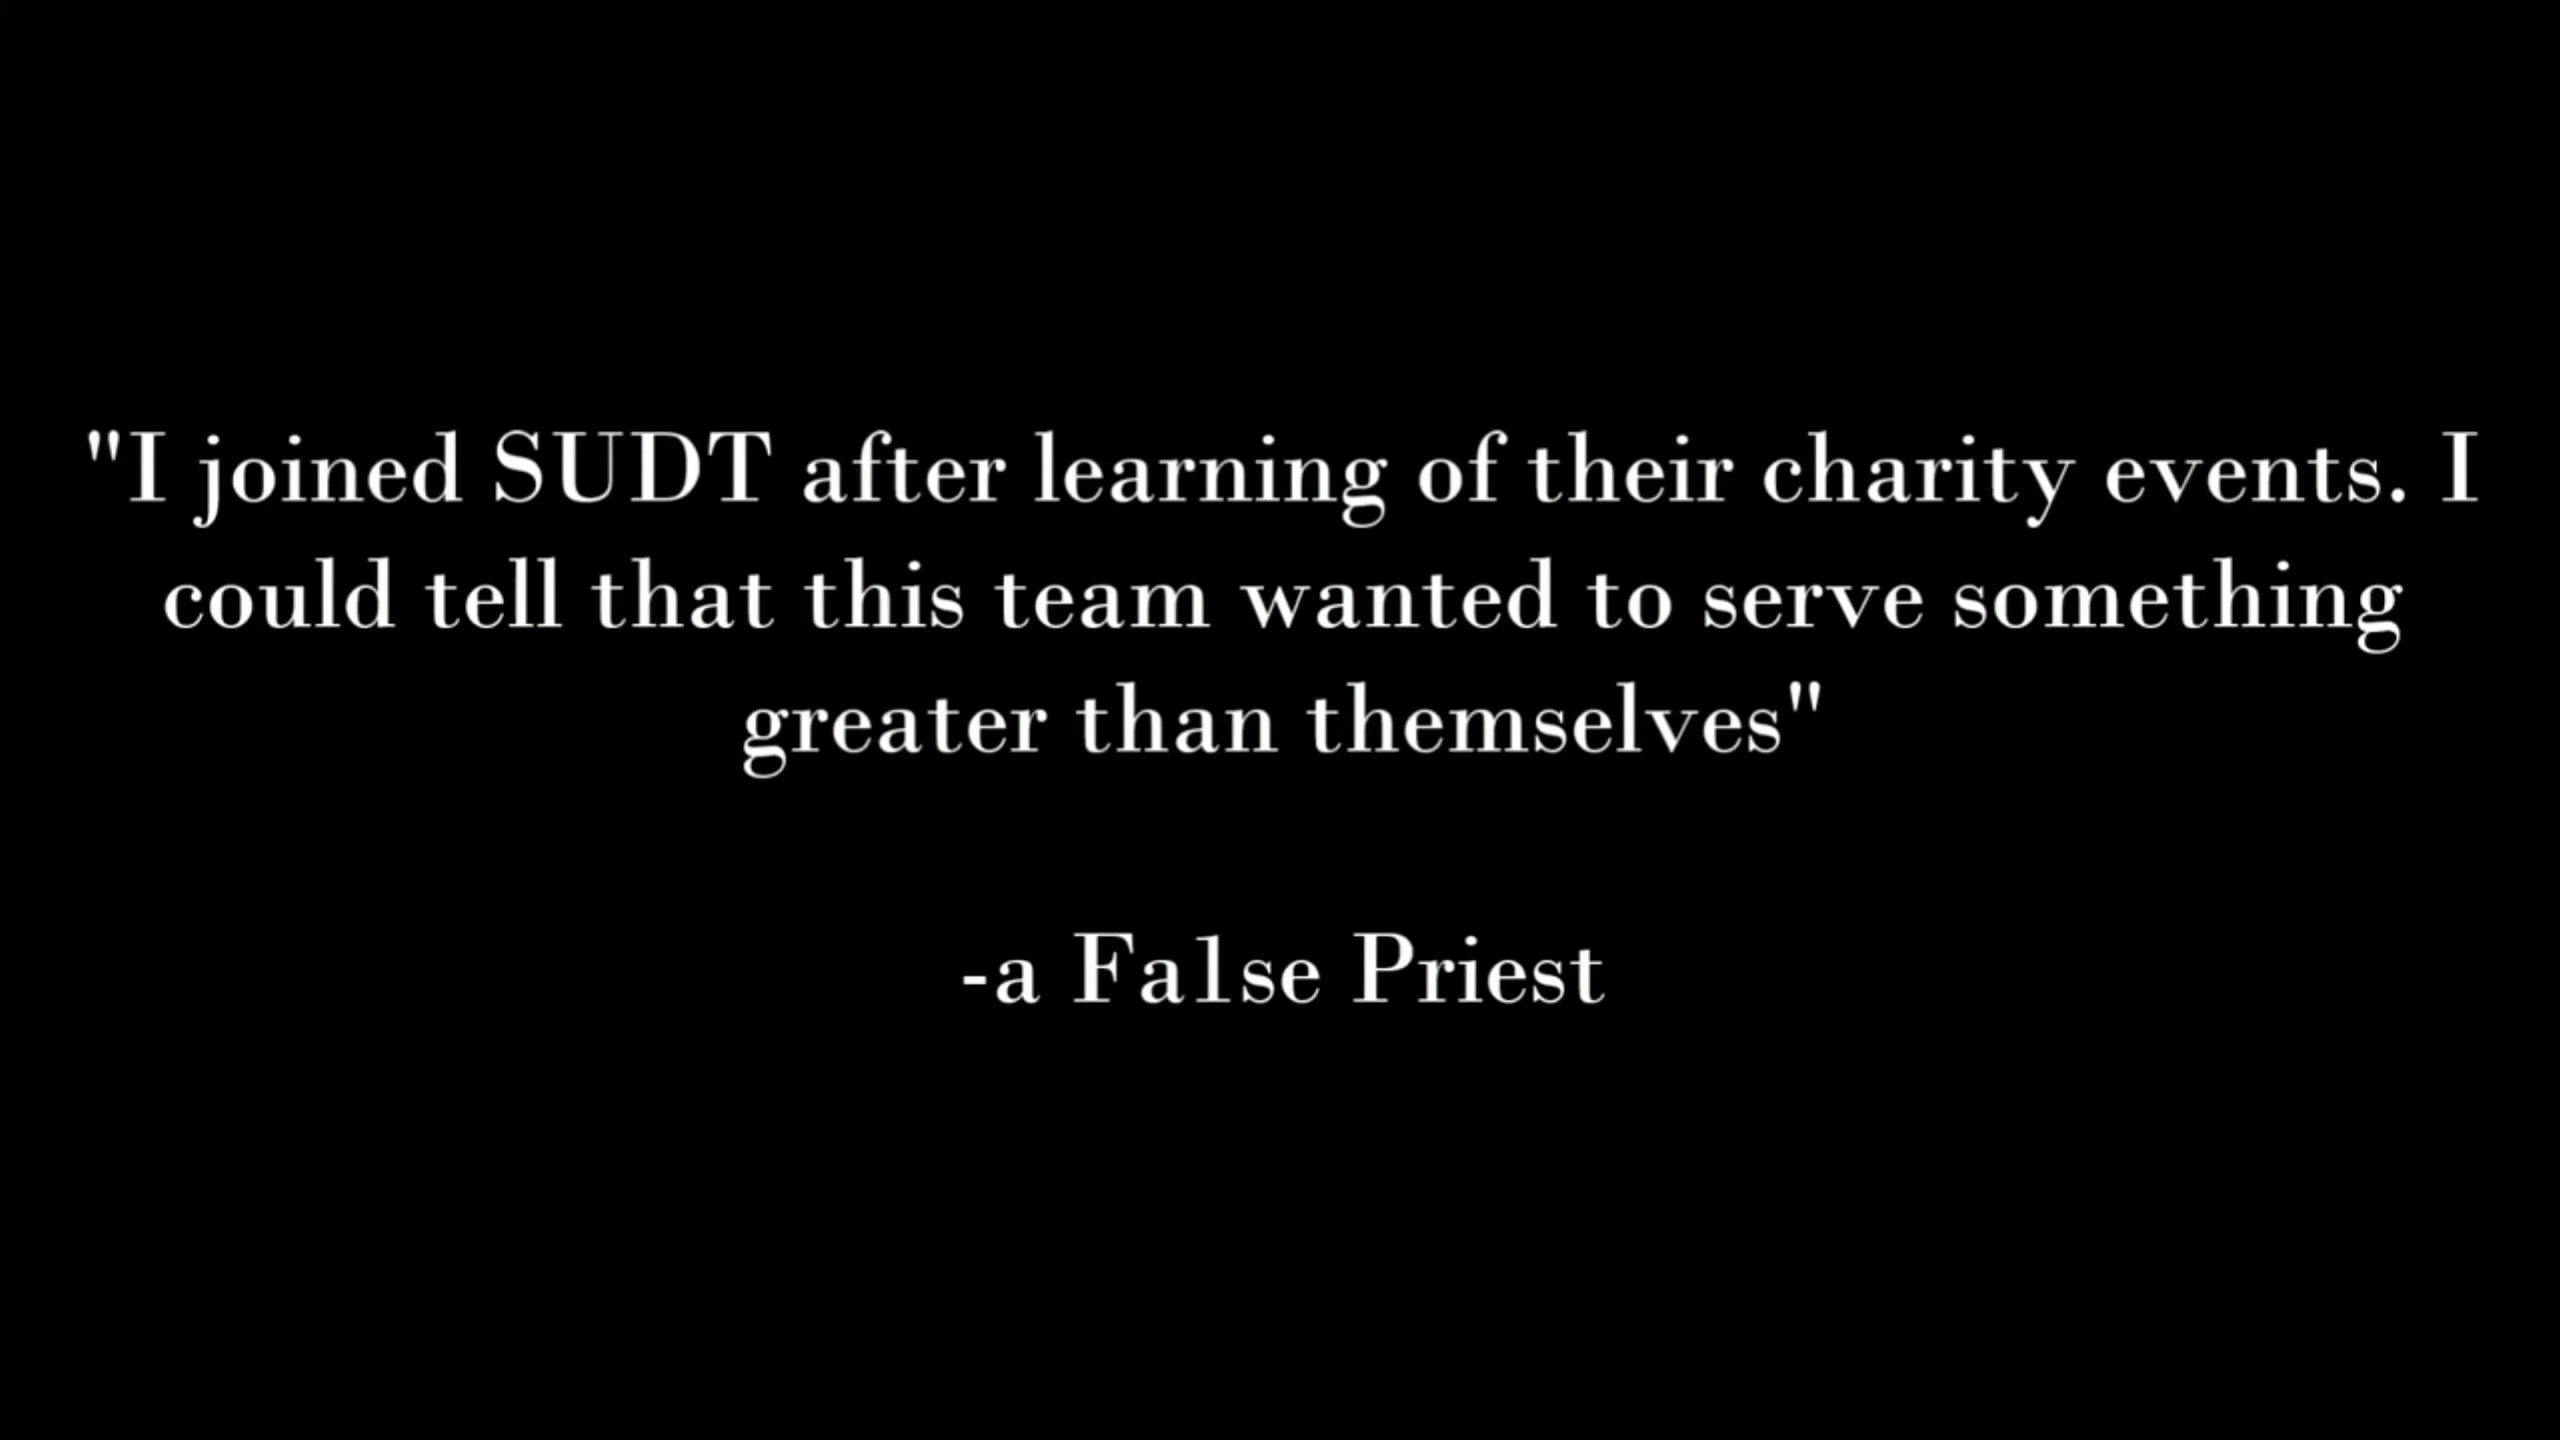 "I joined SUDT after learning of their charity events. I
could tell that this team wanted to serve something
greater than themselves"
-a Fa1se Priest